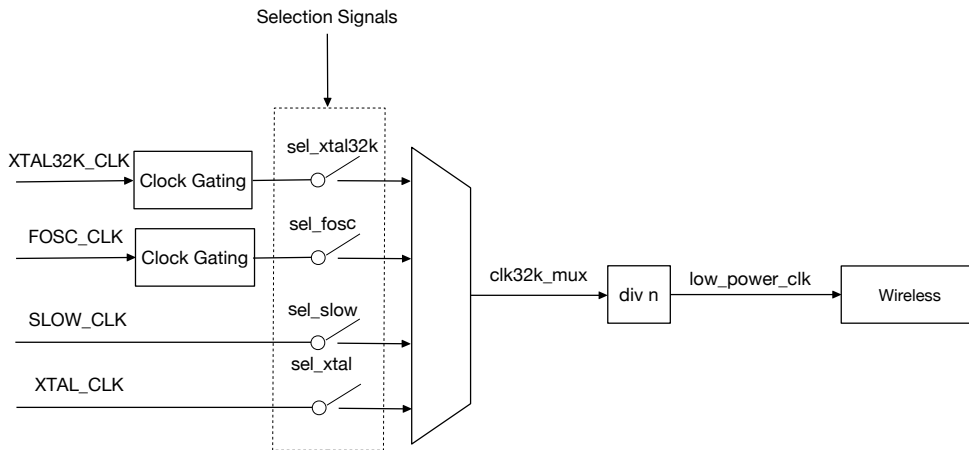 Selection Signals
XTAL32K_CLK
Clock Gating
sel_xtal32k
FOSC_CLK
Clock Gating
sel_fosc
SLOW_CLK
sel_slow
XTAL_CLK
sel_xtal
clk32k_mux
div n
low_power_clk
Wireless